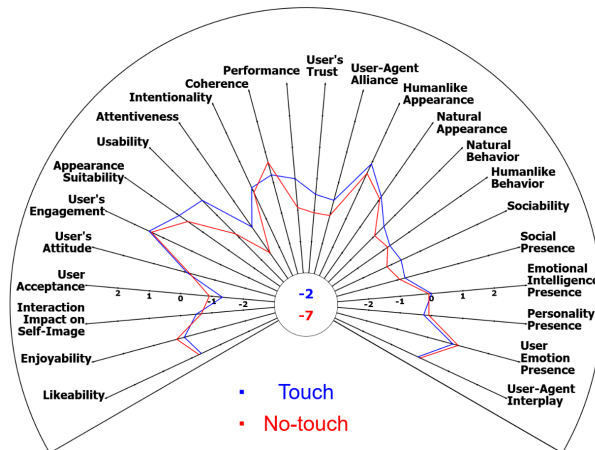 User's
Trust
Performance
User-Agent
Alliance
Coherence
Humanlike
Appearance
Intentionality
Attentiveness
Natural
Appearance
Usability
Natural
Behavior
Appearance
Suitability
Humanlike
Behavior
User's
Engagement
Sociability
User's
Attitude
Social
Presence
User
Acceptance
Emotional
Intelligence
Presence
2 1 0 -1 -2
-2 -1 0 1 2
-2
-7
Interaction
Impact on
Self-Image
Personality
Presence
Enjoyability
User
Emotion
Presence
Likeability
User-Agent
Interplay
Touch
No-touch